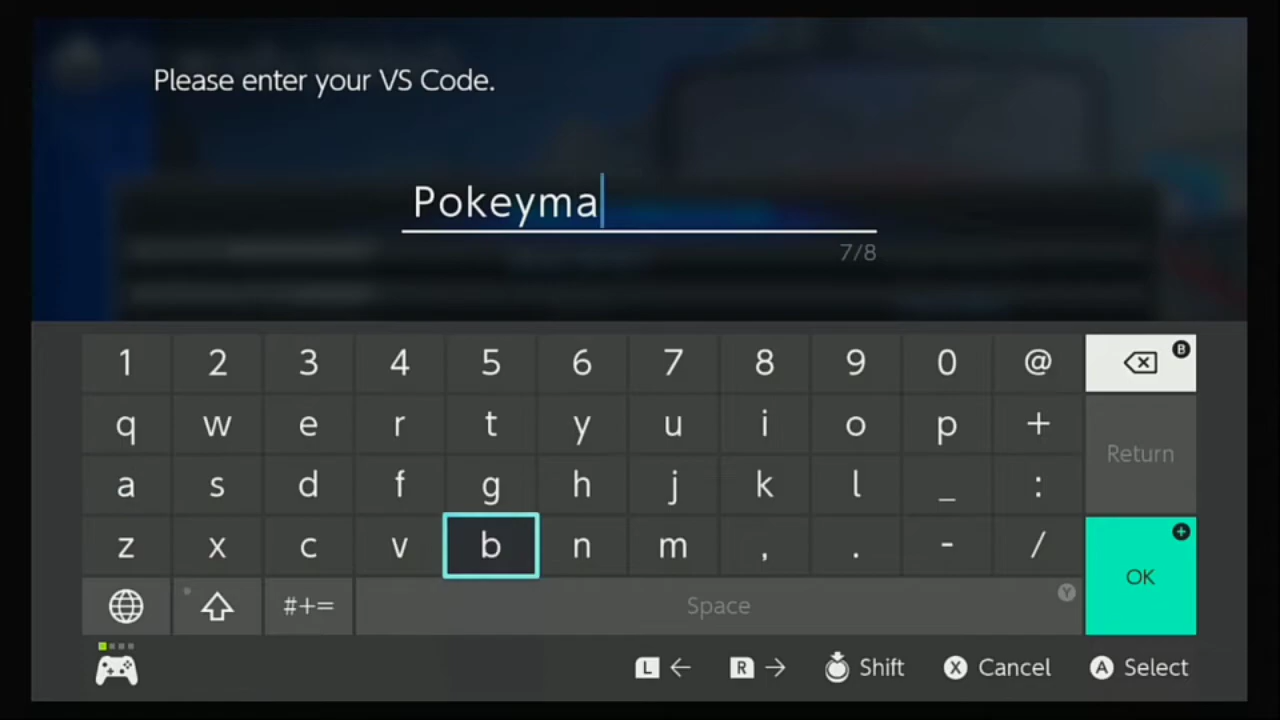 Please enter your VS Code.
Pokeyma
7/8
1 2 3 4 5 6 7 8 9 0 @ B
q w e r t y u i o p +
Return
a s d f g h j k l _ :
z x c v b n m , . - / +
OK
#+= Space Y
L ← R → Shift X Cancel A Select